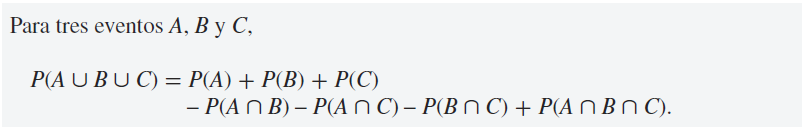 Para tres eventos A, B y C,
P(A ∪ B ∪ C) = P(A) + P(B) + P(C)
– P(A ∩ B) – P(A ∩ C) – P(B ∩ C) + P(A ∩ B ∩ C).